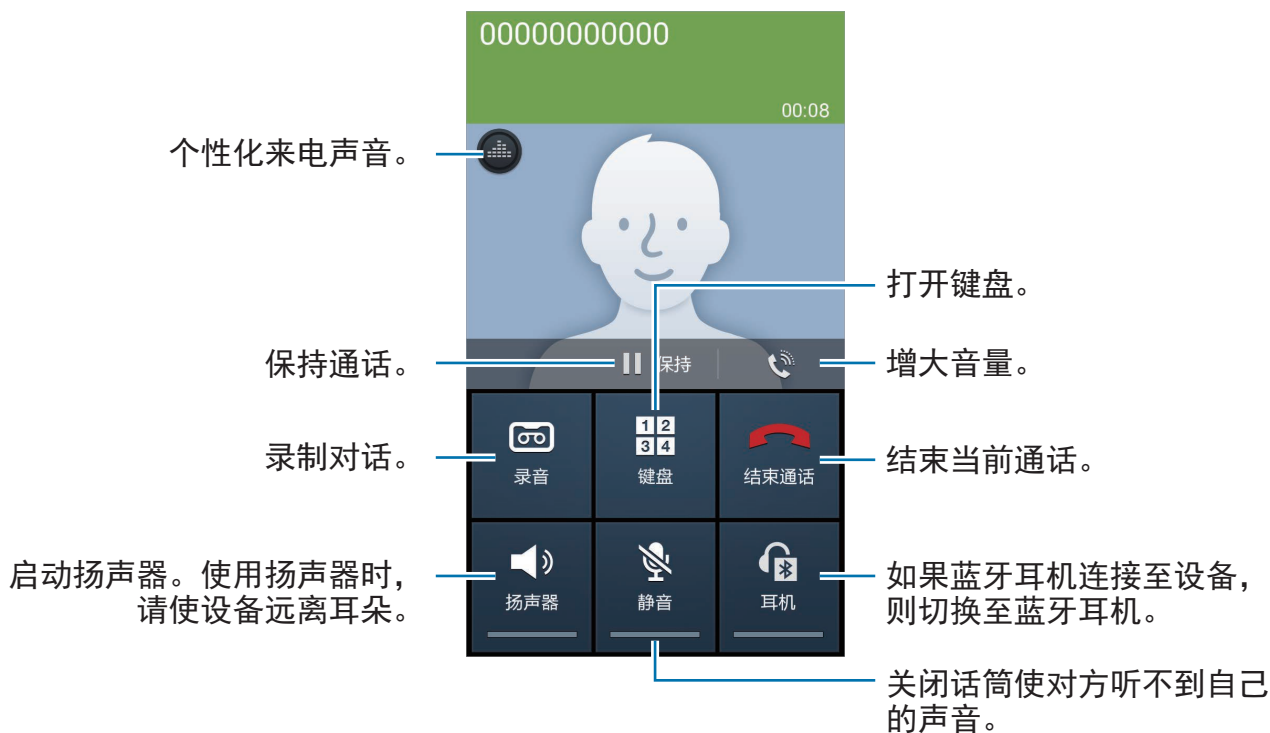 00000000000
00:08
个性化来电声音。
打开键盘。
保持通话。
保持
增大音量。
录制对话。
1 2
3 4
录音
键盘
结束通话
结束当前通话。
启动扬声器。使用扬声器时，
请使设备远离耳朵。
扬声器
静音
耳机
如果蓝牙耳机连接至设备，
则切换至蓝牙耳机。
关闭话筒使对方听不到自己
的声音。